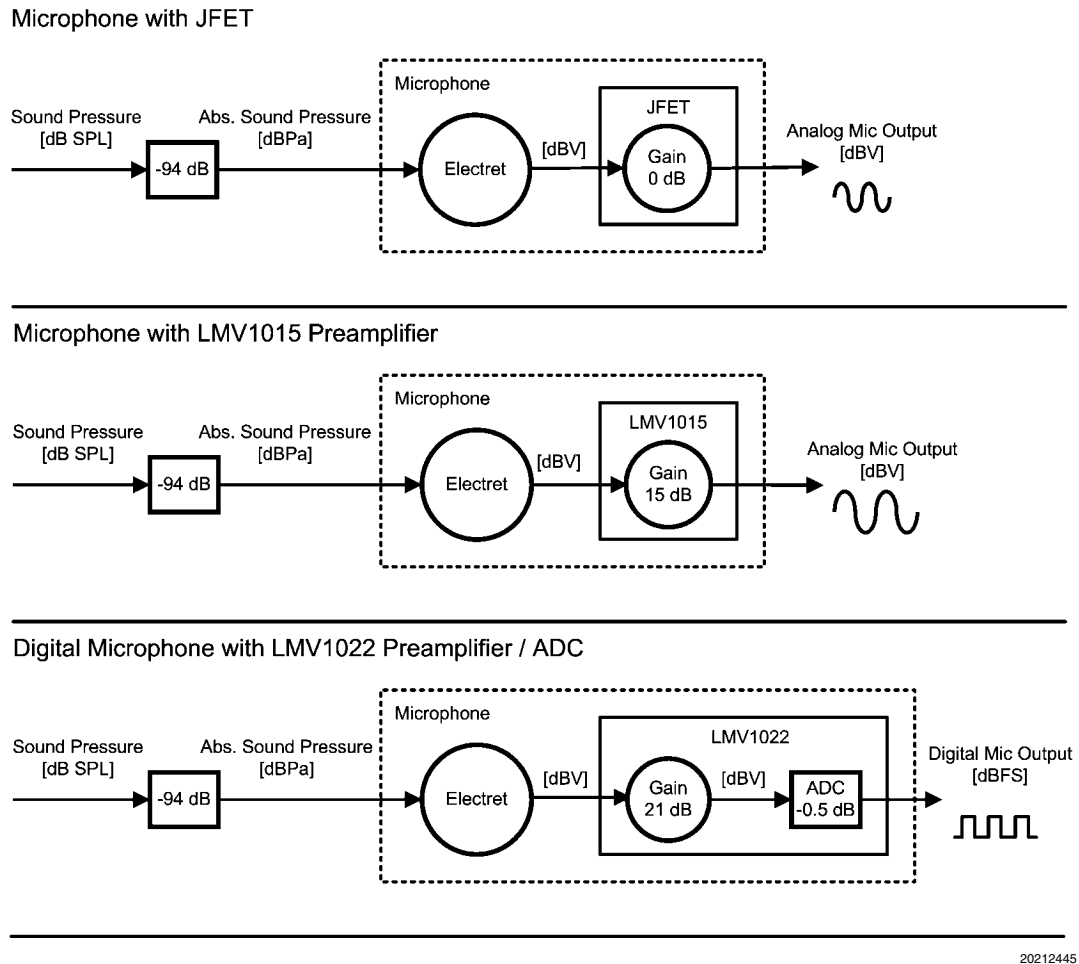 Microphone with JFET
Microphone
JFET
Sound Pressure
[dB SPL]
Abs. Sound Pressure
[dBPa]
-94 dB
Electret
[dBV]
Gain
0 dB
Analog Mic Output
[dBV]
Microphone with LMV1015 Preamplifier
Microphone
LMV1015
Sound Pressure
[dB SPL]
Abs. Sound Pressure
[dBPa]
-94 dB
Electret
[dBV]
Gain
15 dB
Analog Mic Output
[dBV]
Digital Microphone with LMV1022 Preamplifier / ADC
Microphone
LMV1022
Sound Pressure
[dB SPL]
Abs. Sound Pressure
[dBPa]
-94 dB
Electret
[dBV]
Gain
21 dB
[dBV]
ADC
-0.5 dB
Digital Mic Output
[dBFS]
20212445